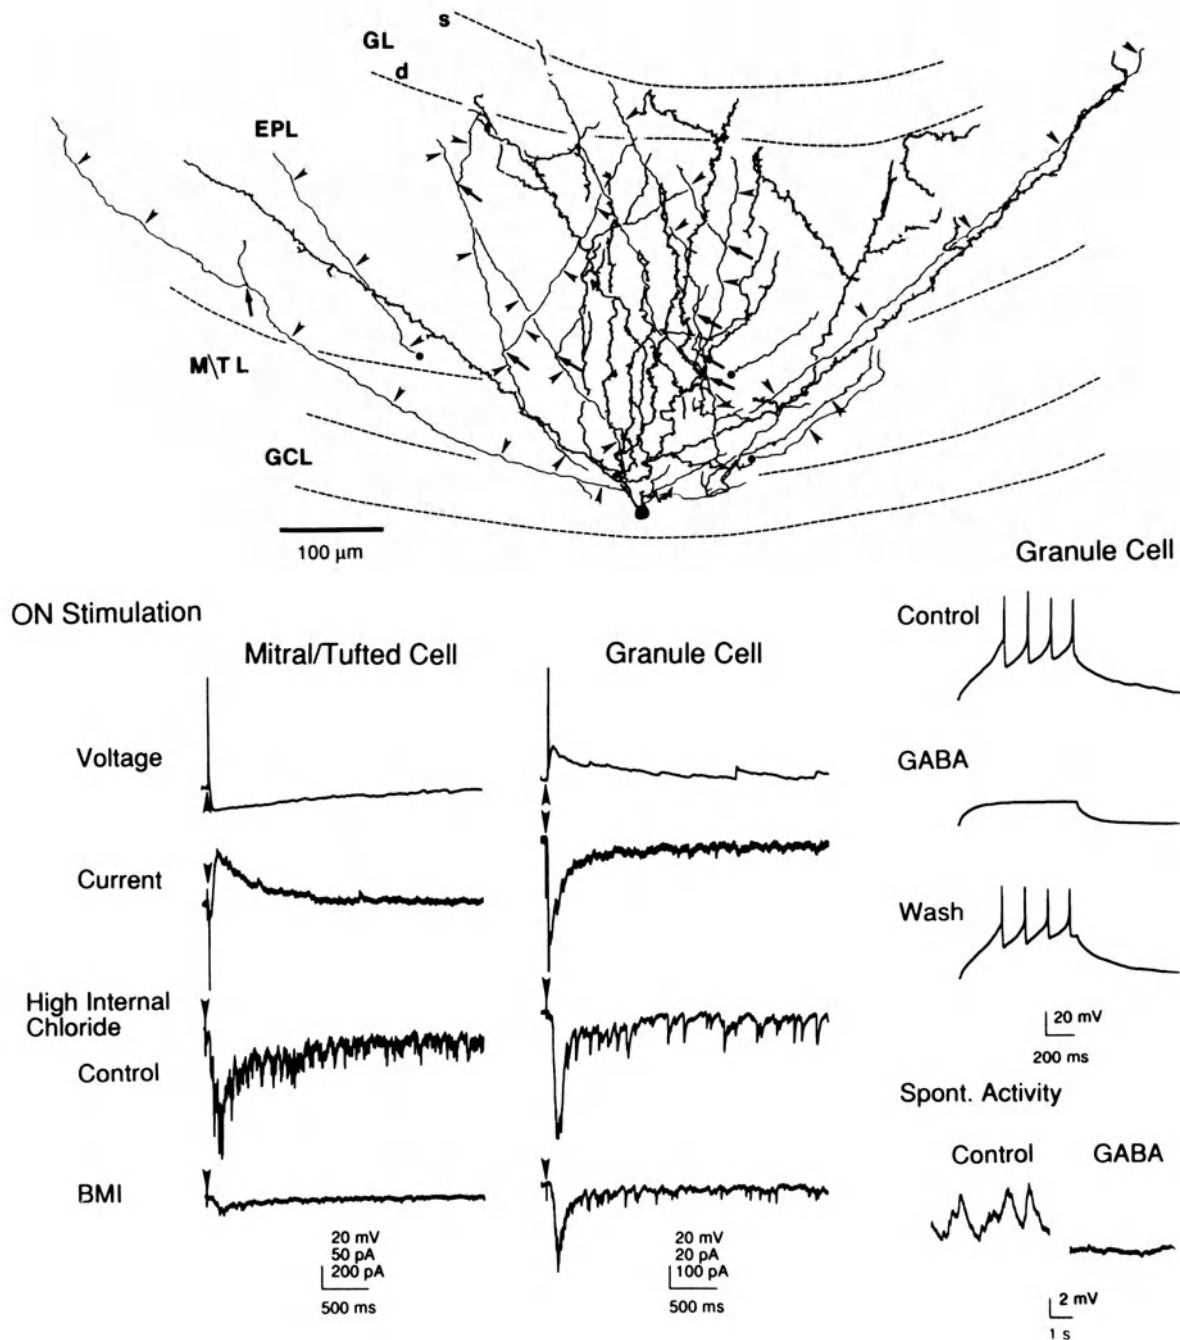 s
GL
d
EPL
M\T L
GCL
100 µm
ON Stimulation
Mitral/Tufted Cell
Granule Cell
Voltage
Current
High Internal
Chloride
Control
BMI
20 mV
50 pA
200 pA
500 ms
20 mV
20 pA
100 pA
500 ms
Granule Cell
Control
GABA
Wash
20 mV
200 ms
Spont. Activity
Control
GABA
2 mV
1 s